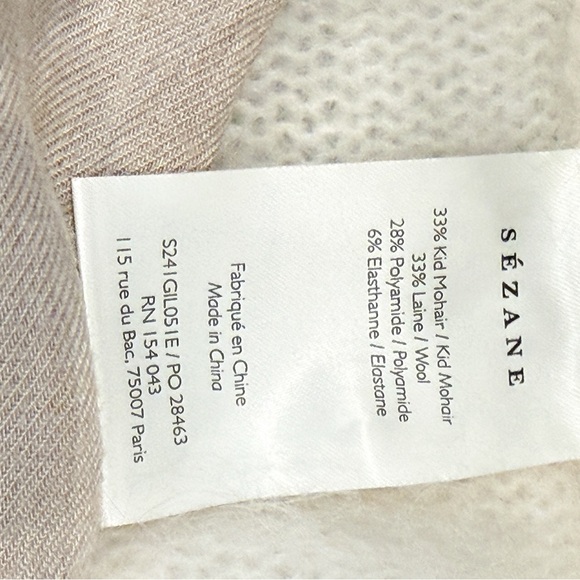 SÉZANE
33% Kid Mohair / Kid Mohair
33% Laine / Wool
28% Polyamide / Polyamide
6% Elasthanne / Elastane
Fabriqué en Chine
Made in China
S241GIL051E / PO 28463
RN 154 043
115 rue du Bac, 75007 Paris